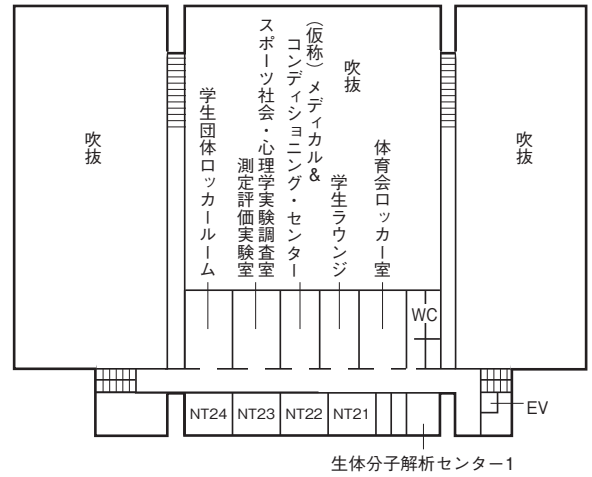 吹抜
吹抜
吹抜
学生団体ロッカールーム
測定評価実験室
スポーツ社会・心理学実験調査室
（仮称）メディカル＆
コンディショニング・センター
学生ラウンジ
体育会ロッカー室
WC
NT24
NT23
NT22
NT21
EV
生体分子解析センター1